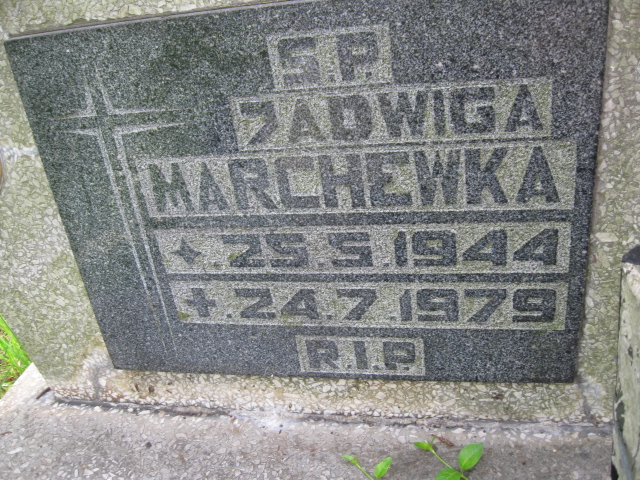 S.P.
JADWIGA
MARCHEWKA
+.25.5.1944
+.24.7.1979
R.I.P.